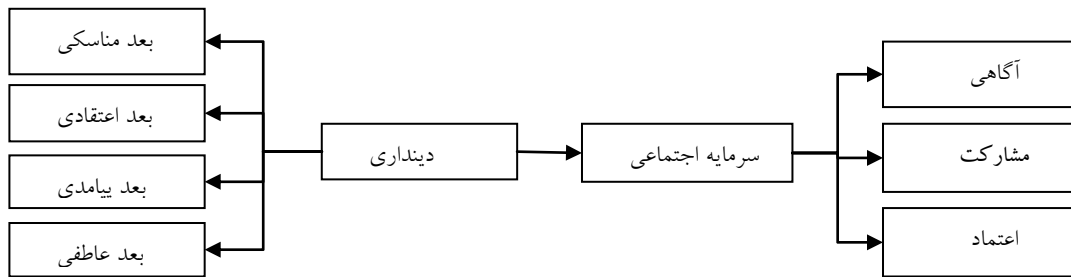 بعد مناسکی
بعد اعتقادی
بعد پیامدی
بعد عاطفی
دینداری
سرمایه اجتماعی
آگاهی
مشارکت
اعتماد